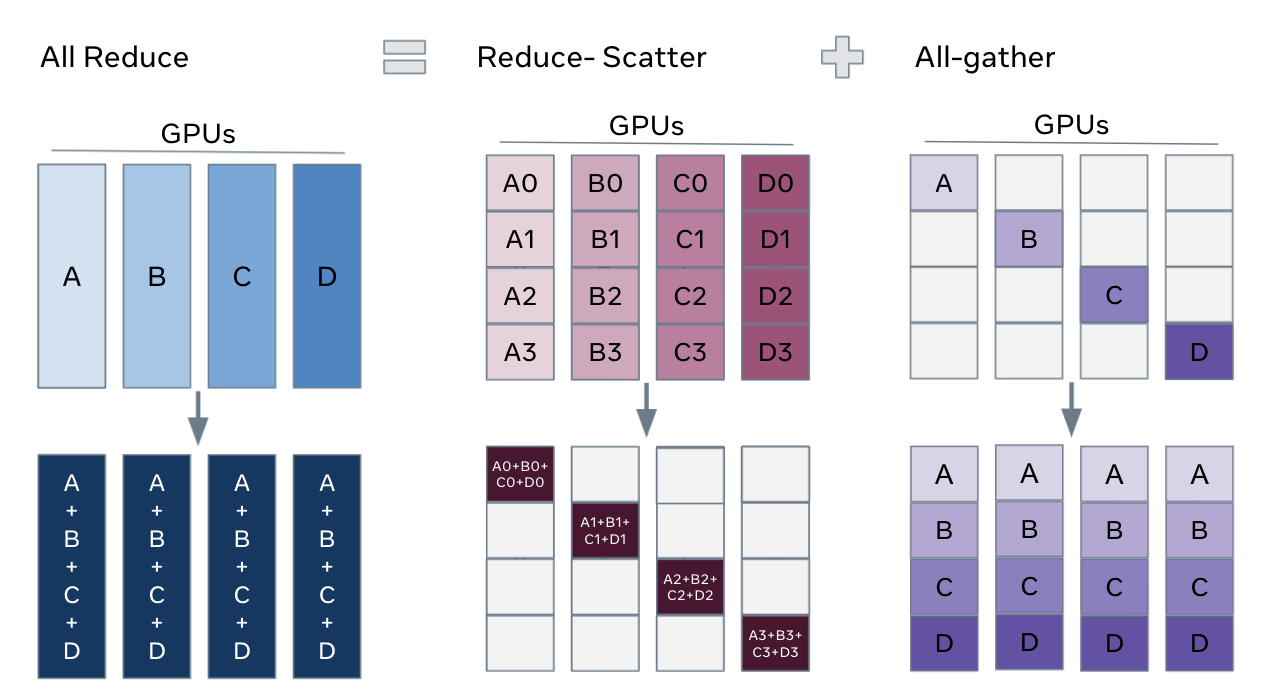 All Reduce
Reduce- Scatter
All-gather
GPUs
A B C D
A A A A
+ + + +
B B B B
+ + + +
C C C C
+ + + +
D D D D
GPUs
A0 B0 C0 D0
A1 B1 C1 D1
A2 B2 C2 D2
A3 B3 C3 D3
A0+B0+
C0+D0
A1+B1+
C1+D1
A2+B2+
C2+D2
A3+B3+
C3+D3
GPUs
A
B
C
D
A A A A
B B B B
C C C C
D D D D